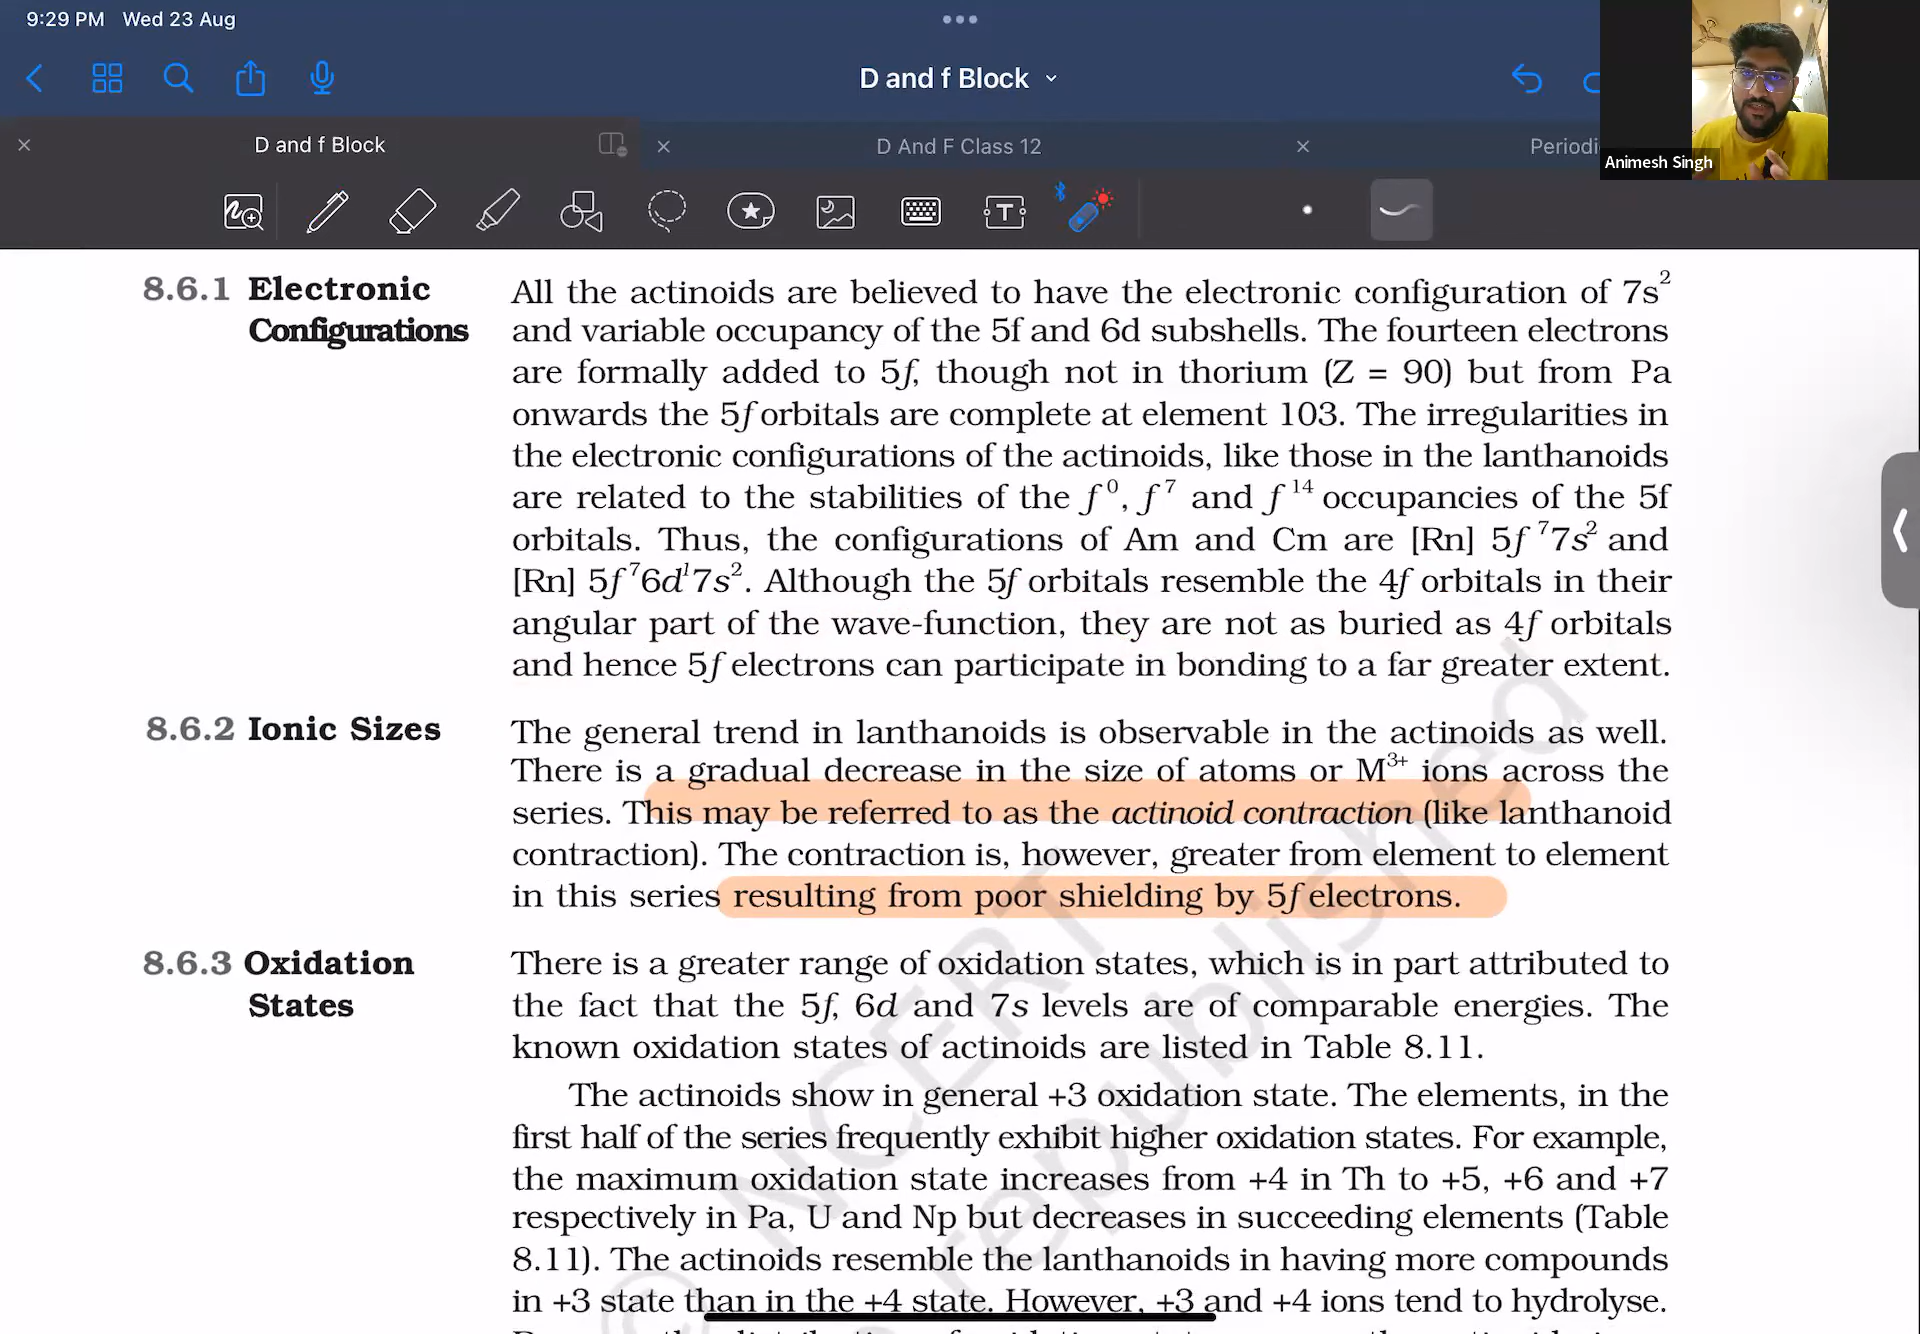 9:29 PM Wed 23 Aug
D and f Block
D and f Block
D And F Class 12
Periodi
Animesh Singh
8.6.1 Electronic Configurations
All the actinoids are believed to have the electronic configuration of 7s²
and variable occupancy of the 5f and 6d subshells. The fourteen electrons
are formally added to 5f, though not in thorium (Z = 90) but from Pa
onwards the 5f orbitals are complete at element 103. The irregularities in
the electronic configurations of the actinoids, like those in the lanthanoids
are related to the stabilities of the f⁰, f⁷ and f¹⁴ occupancies of the 5f
orbitals. Thus, the configurations of Am and Cm are [Rn] 5f⁷7s² and
[Rn] 5f⁷6d¹7s². Although the 5f orbitals resemble the 4f orbitals in their
angular part of the wave-function, they are not as buried as 4f orbitals
and hence 5f electrons can participate in bonding to a far greater extent.
8.6.2 Ionic Sizes
The general trend in lanthanoids is observable in the actinoids as well.
There is a gradual decrease in the size of atoms or M³⁺ ions across the
series. This may be referred to as the actinoid contraction (like lanthanoid
contraction). The contraction is, however, greater from element to element
in this series resulting from poor shielding by 5f electrons.
8.6.3 Oxidation States
There is a greater range of oxidation states, which is in part attributed to
the fact that the 5f, 6d and 7s levels are of comparable energies. The
known oxidation states of actinoids are listed in Table 8.11.
The actinoids show in general +3 oxidation state. The elements, in the
first half of the series frequently exhibit higher oxidation states. For example,
the maximum oxidation state increases from +4 in Th to +5, +6 and +7
respectively in Pa, U and Np but decreases in succeeding elements (Table
8.11). The actinoids resemble the lanthanoids in having more compounds
in +3 state than in the +4 state. However, +3 and +4 ions tend to hydrolyse.
© NCERT
republished